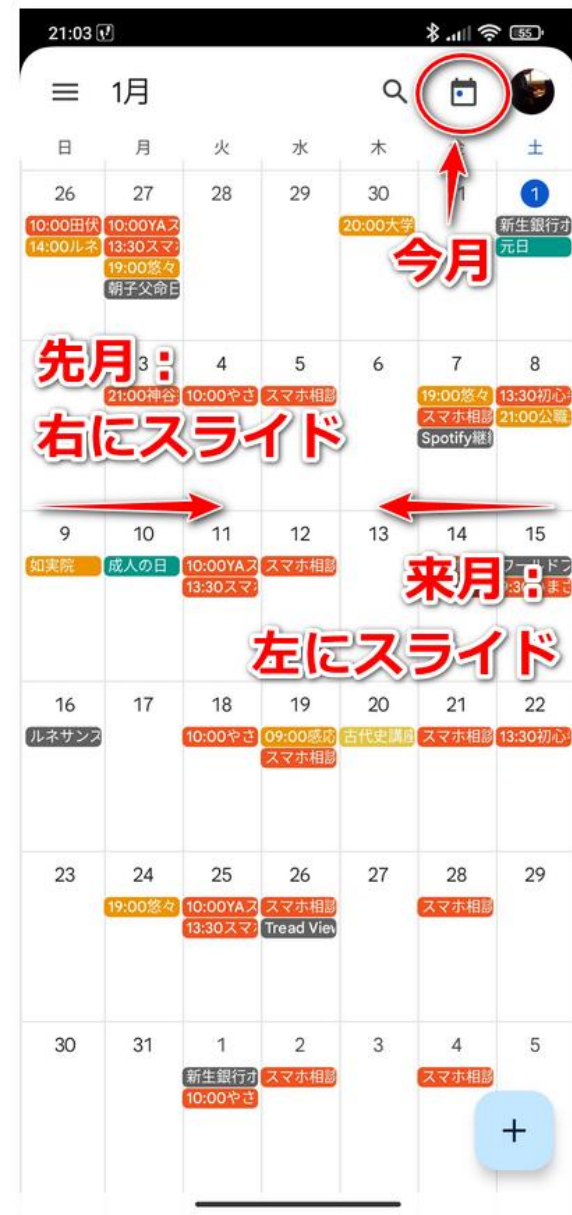 21:03
55
1月
日 月 火 水 木 土
26 27 28 29 30 1
10:00田伏 10:00YAス 20:00大学 新生銀行オ
14:00ルネ 13:30スマ 元日
19:00悠々
朝子父命日
今月
先月：
3 4 5 6 7 8
21:00神谷 10:00やさ スマホ相談 19:00悠々 13:30初心
スマホ相談 21:00公職
Spotify継
右にスライド
9 10 11 12 13 14 15
如実院 成人の日 10:00YAス スマホ相談 ワールドフ
13:30スマ
来月：
左にスライド
16 17 18 19 20 21 22
ルネサンス 10:00やさ 09:00感応 古代史講座 スマホ相談 13:30初心
スマホ相談
23 24 25 26 27 28 29
19:00悠々 10:00YAス スマホ相談 スマホ相談
13:30スマ Tread View
30 31 1 2 3 4 5
新生銀行オ スマホ相談 スマホ相談
10:00やさ
+